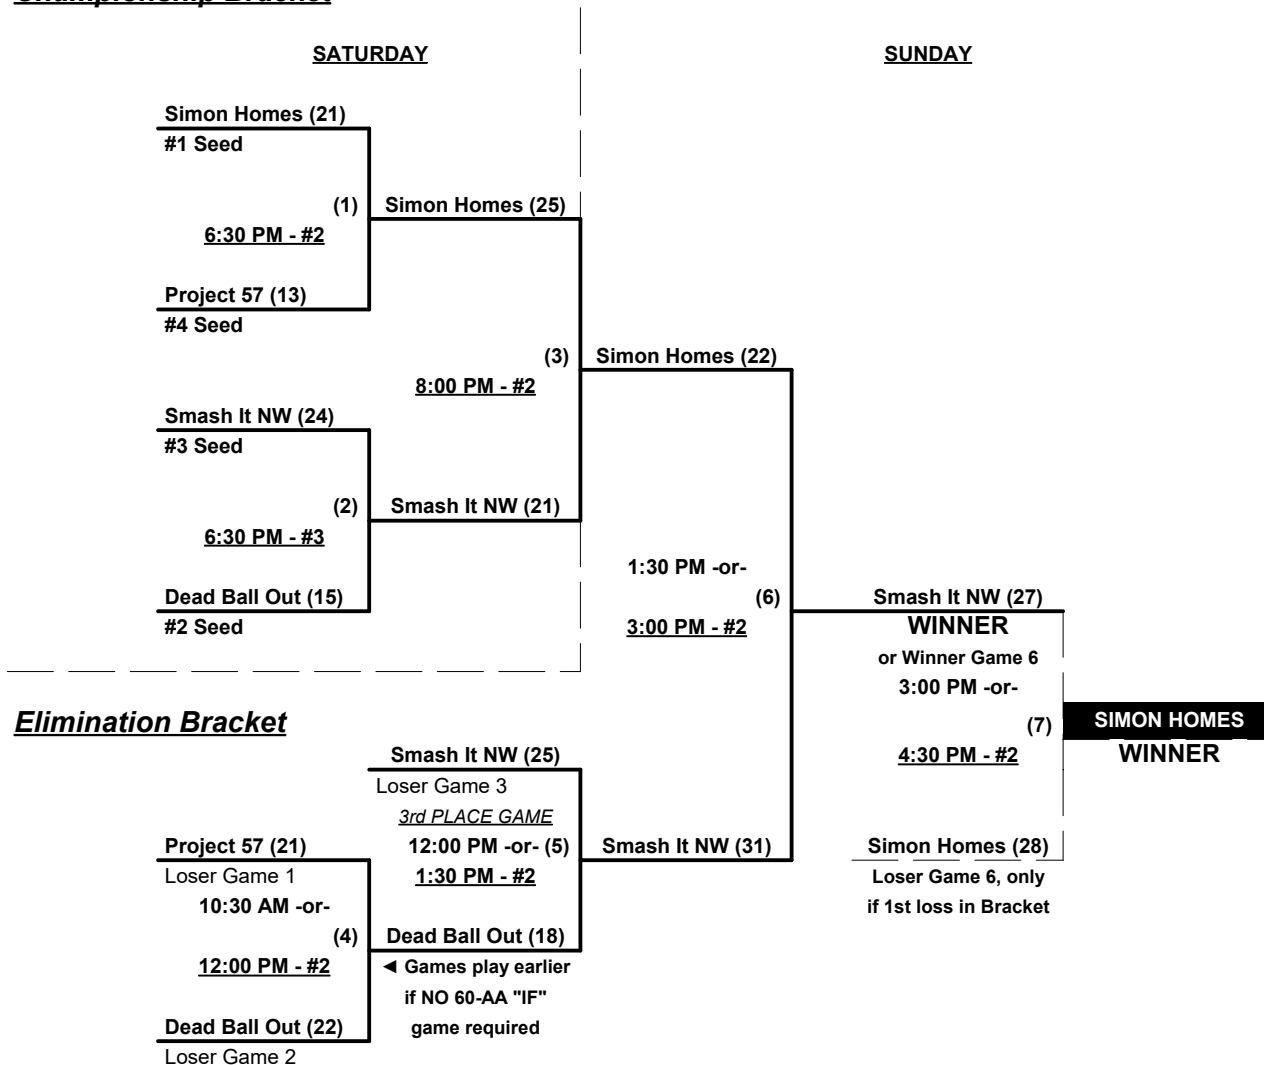 Championship Bracket
SATURDAY
SUNDAY
Simon Homes (21)
#1 Seed
(1)
6:30 PM - #2
Simon Homes (25)
Project 57 (13)
#4 Seed
(3)
8:00 PM - #2
Simon Homes (22)
Smash It NW (24)
#3 Seed
(2)
6:30 PM - #3
Smash It NW (21)
Dead Ball Out (15)
#2 Seed
1:30 PM -or-
(6)
3:00 PM - #2
Smash It NW (27)
WINNER
or Winner Game 6
3:00 PM -or-
(7)
4:30 PM - #2
SIMON HOMES
WINNER
Simon Homes (28)
Loser Game 6, only
if 1st loss in Bracket
Elimination Bracket
Smash It NW (25)
Loser Game 3
3rd PLACE GAME
12:00 PM -or- (5)
1:30 PM - #2
Smash It NW (31)
Project 57 (21)
Loser Game 1
10:30 AM -or-
(4)
12:00 PM - #2
Dead Ball Out (18)
◄ Games play earlier
if NO 60-AA "IF"
game required
Dead Ball Out (22)
Loser Game 2